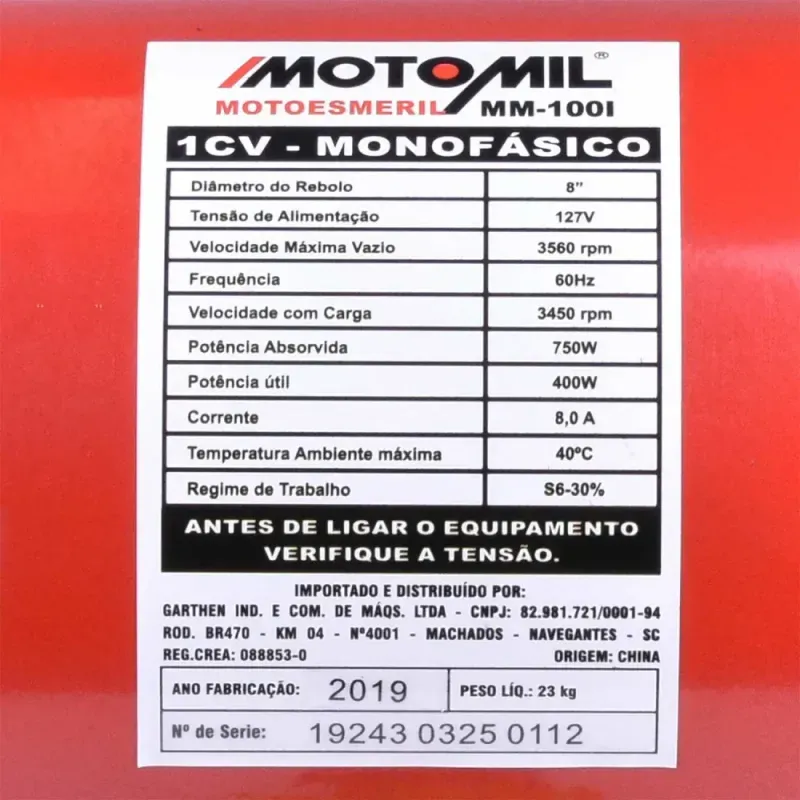 MOTOMIL®
MOTOESMERIL MM-100I
1CV - MONOFÁSICO
Diâmetro do Rebolo 8”
Tensão de Alimentação 127V
Velocidade Máxima Vazio 3560 rpm
Frequência 60Hz
Velocidade com Carga 3450 rpm
Potência Absorvida 750W
Potência útil 400W
Corrente 8,0 A
Temperatura Ambiente máxima 40ºC
Regime de Trabalho S6-30%
ANTES DE LIGAR O EQUIPAMENTO
VERIFIQUE A TENSÃO.
IMPORTADO E DISTRIBUÍDO POR:
GARTHEN IND. E COM. DE MÁQS. LTDA - CNPJ: 82.981.721/0001-94
ROD. BR470 - KM 04 - Nº4001 - MACHADOS - NAVEGANTES - SC
REG.CREA: 088853-0 ORIGEM: CHINA
ANO FABRICAÇÃO: 2019 PESO LÍQ.: 23 kg
Nº de Serie: 19243 0325 0112